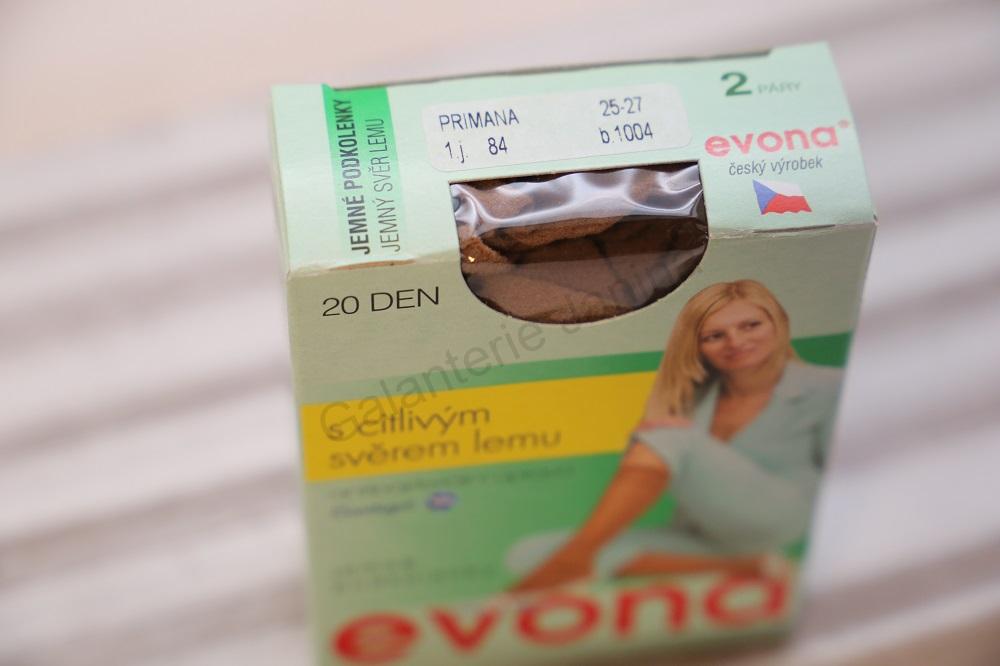 JEMNÉ PODKOLENKY
JEMNÝ SVĚR LEMU
PRIMANA 25-27
1.j. 84 b.1004
2 PÁRY
evona
český výrobek
20 DEN
Galanterie
s citlivým
svěrem lemu
evona